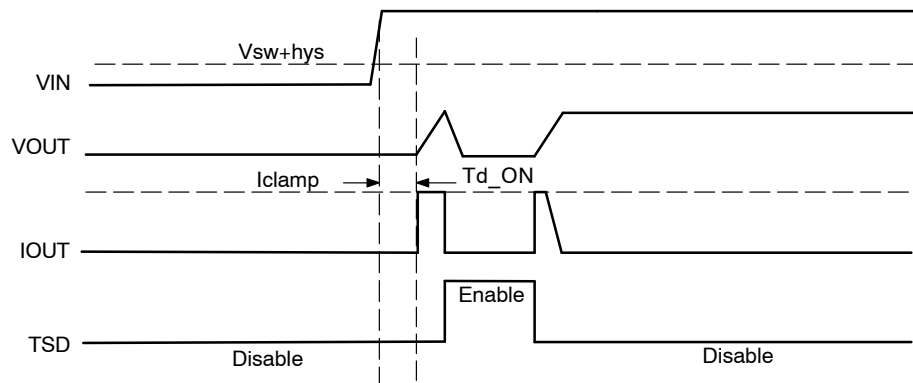 Vsw+hys
VIN
VOUT
Iclamp
Td_ON
IOUT
Enable
TSD
Disable
Disable